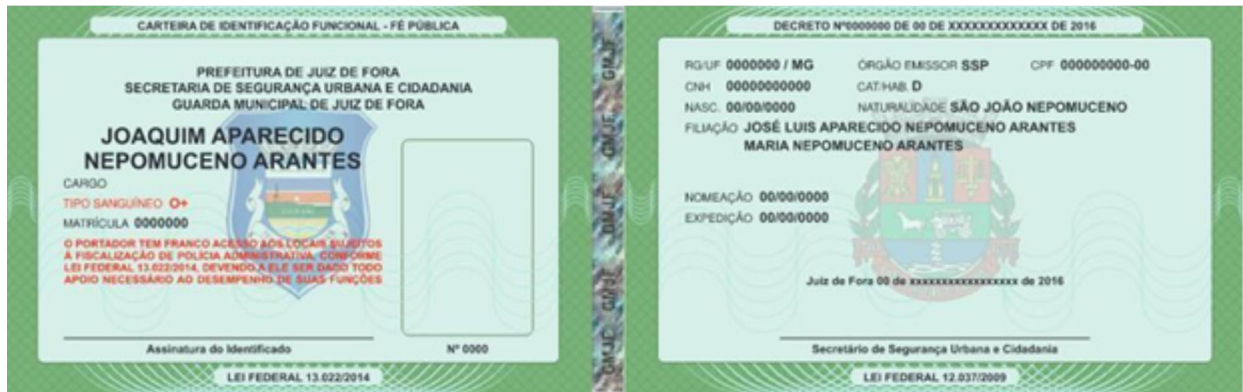 CARTEIRA DE IDENTIFICAÇÃO FUNCIONAL - FÉ PÚBLICA
PREFEITURA DE JUIZ DE FORA
SECRETARIA DE SEGURANÇA URBANA E CIDADANIA
GUARDA MUNICIPAL DE JUIZ DE FORA
JOAQUIM APARECIDO
NEPOMUCENO ARANTES
CARGO
TIPO SANGUÍNEO O+
MATRÍCULA 0000000
O PORTADOR TEM FRANCO ACESSO AOS LOCAIS SUJEITOS
A FISCALIZAÇÃO DE POLÍCIA ADMINISTRATIVA, CONFORME
LEI FEDERAL 13.022/2014, DEVENDO A ELE SER DADO TODO
APOIO NECESSÁRIO AO DESEMPENHO DE SUAS FUNÇÕES
Assinatura do Identificado
Nº 0000
LEI FEDERAL 13.022/2014
GMJF GMJF GMJF GMJF GMJF
DECRETO Nº0000000 DE 00 DE XXXXXXXXXXXXX DE 2016
RG/UF 0000000 / MG ÓRGÃO EMISSOR SSP CPF 000000000-00
CNH 00000000000 CAT.HAB. D
NASC. 00/00/0000 NATURALIDADE SÃO JOÃO NEPOMUCENO
FILIAÇÃO JOSÉ LUIS APARECIDO NEPOMUCENO ARANTES
MARIA NEPOMUCENO ARANTES
NOMEAÇÃO 00/00/0000
EXPEDIÇÃO 00/00/0000
Juiz de Fora 00 de xxxxxxxxxxxxxxxxx de 2016
Secretário de Segurança Urbana e Cidadania
LEI FEDERAL 12.037/2009